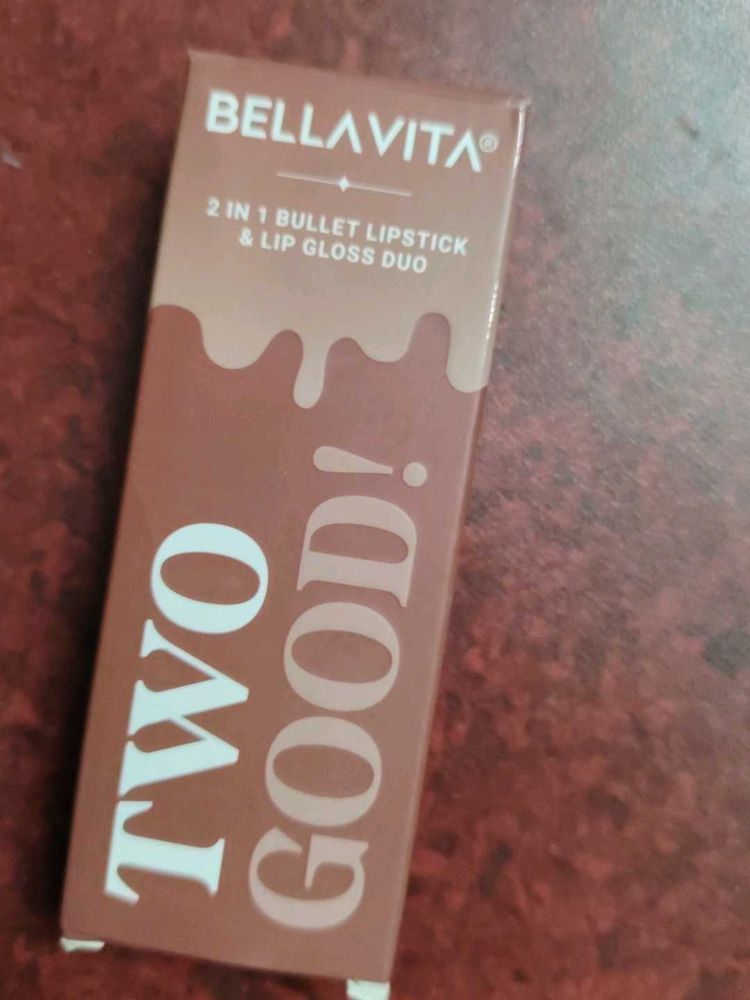 BELLAVITA®
2 IN 1 BULLET LIPSTICK
& LIP GLOSS DUO
TWO
GOOD!